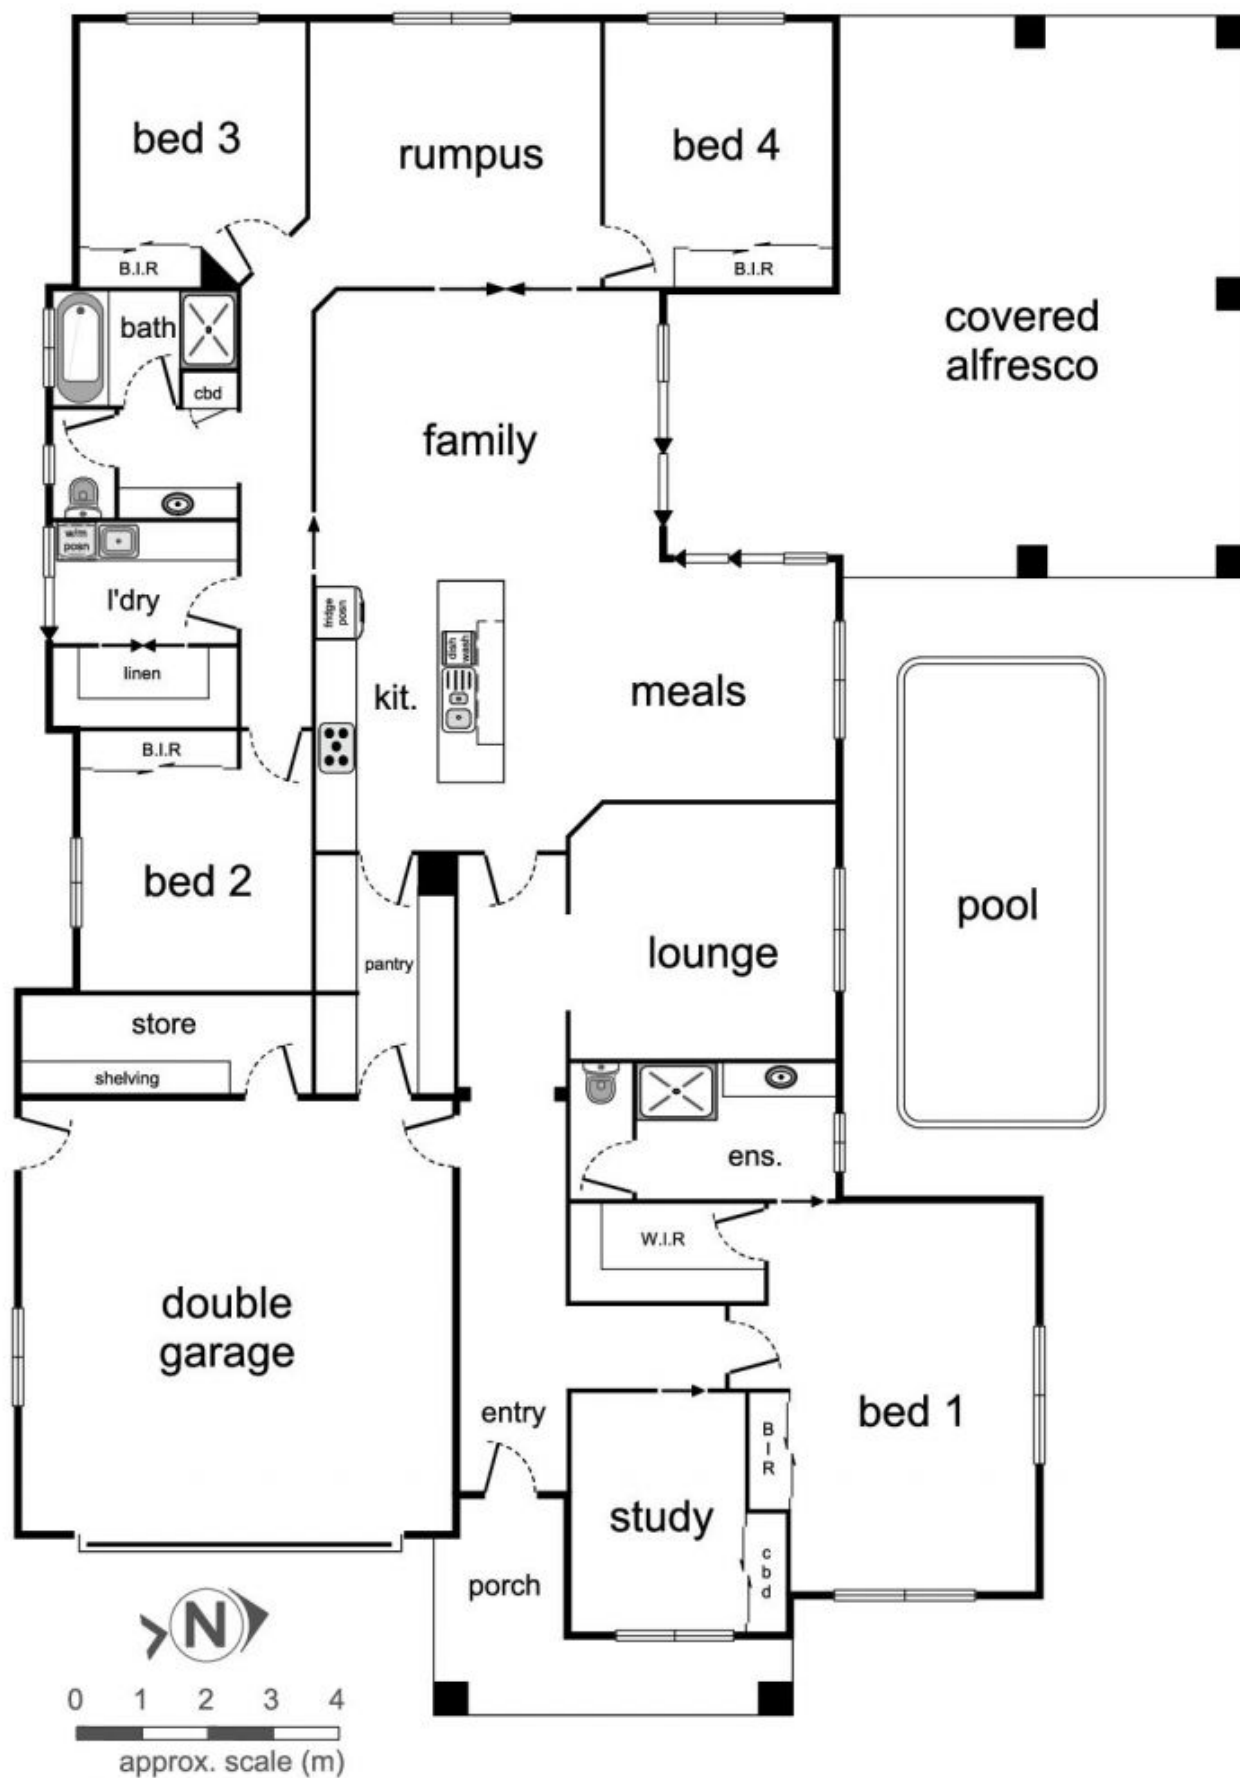 bed 3
rumpus
bed 4
B.I.R
B.I.R
bath
cbd
covered
alfresco
family
w/m
posn
l'dry
linen
fridge
posn
dish
wash
kit.
meals
B.I.R
bed 2
pantry
lounge
pool
store
shelving
ens.
W.I.R
double
garage
entry
bed 1
B
I
R
study
c
b
d
porch
N
0 1 2 3 4
approx. scale (m)